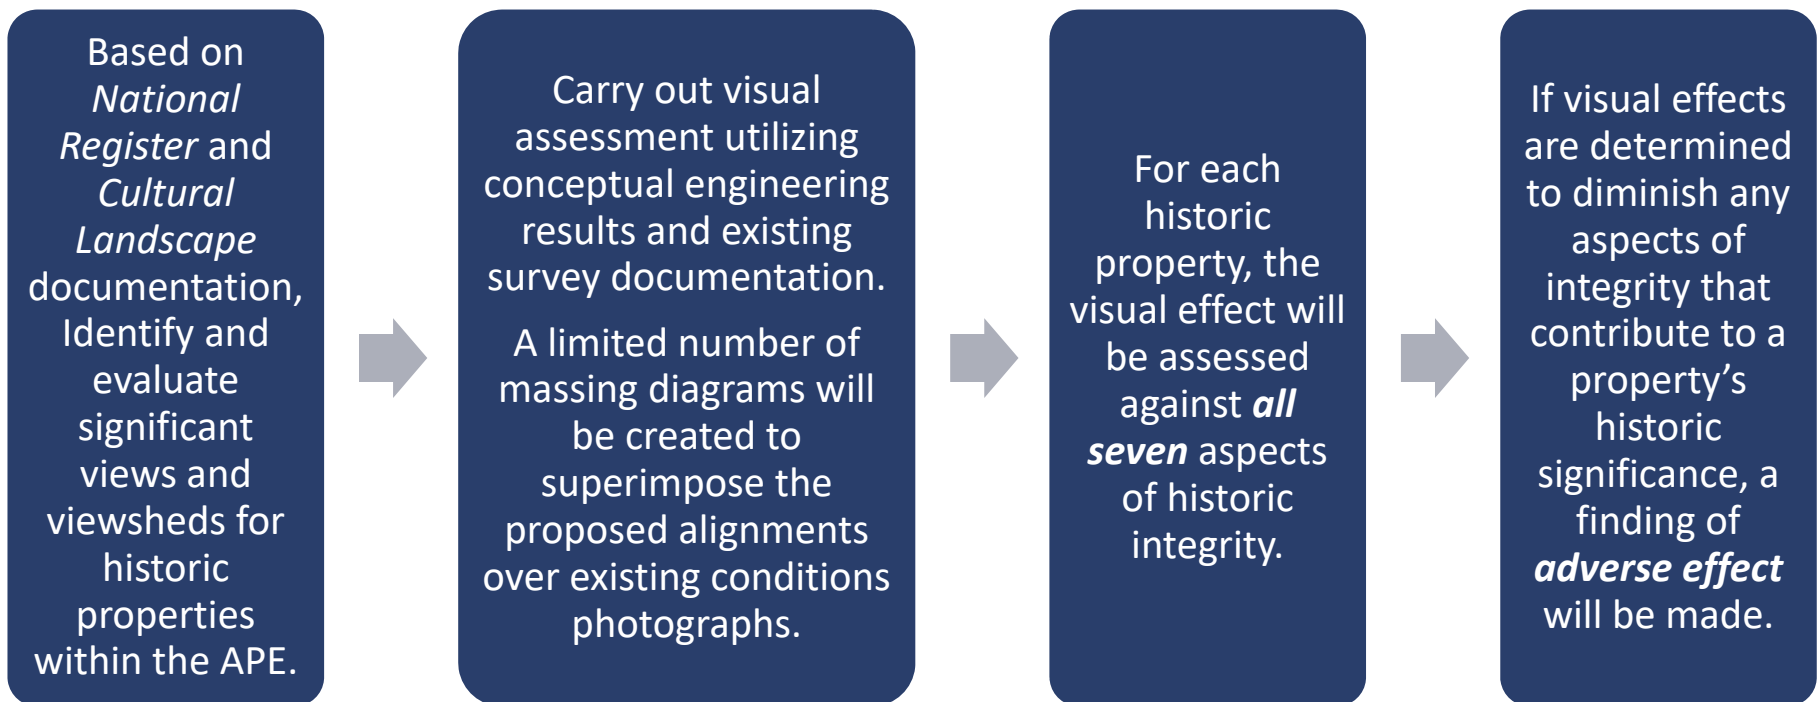 Based on
National
Register and
Cultural
Landscape
documentation,
Identify and
evaluate
significant
views and
viewsheds for
historic
properties
within the APE.
Carry out visual
assessment utilizing
conceptual engineering
results and existing
survey documentation.
A limited number of
massing diagrams will
be created to
superimpose the
proposed alignments
over existing conditions
photographs.
For each
historic
property, the
visual effect will
be assessed
against all
seven aspects
of historic
integrity.
If visual effects
are determined
to diminish any
aspects of
integrity that
contribute to a
property’s
historic
significance, a
finding of
adverse effect
will be made.